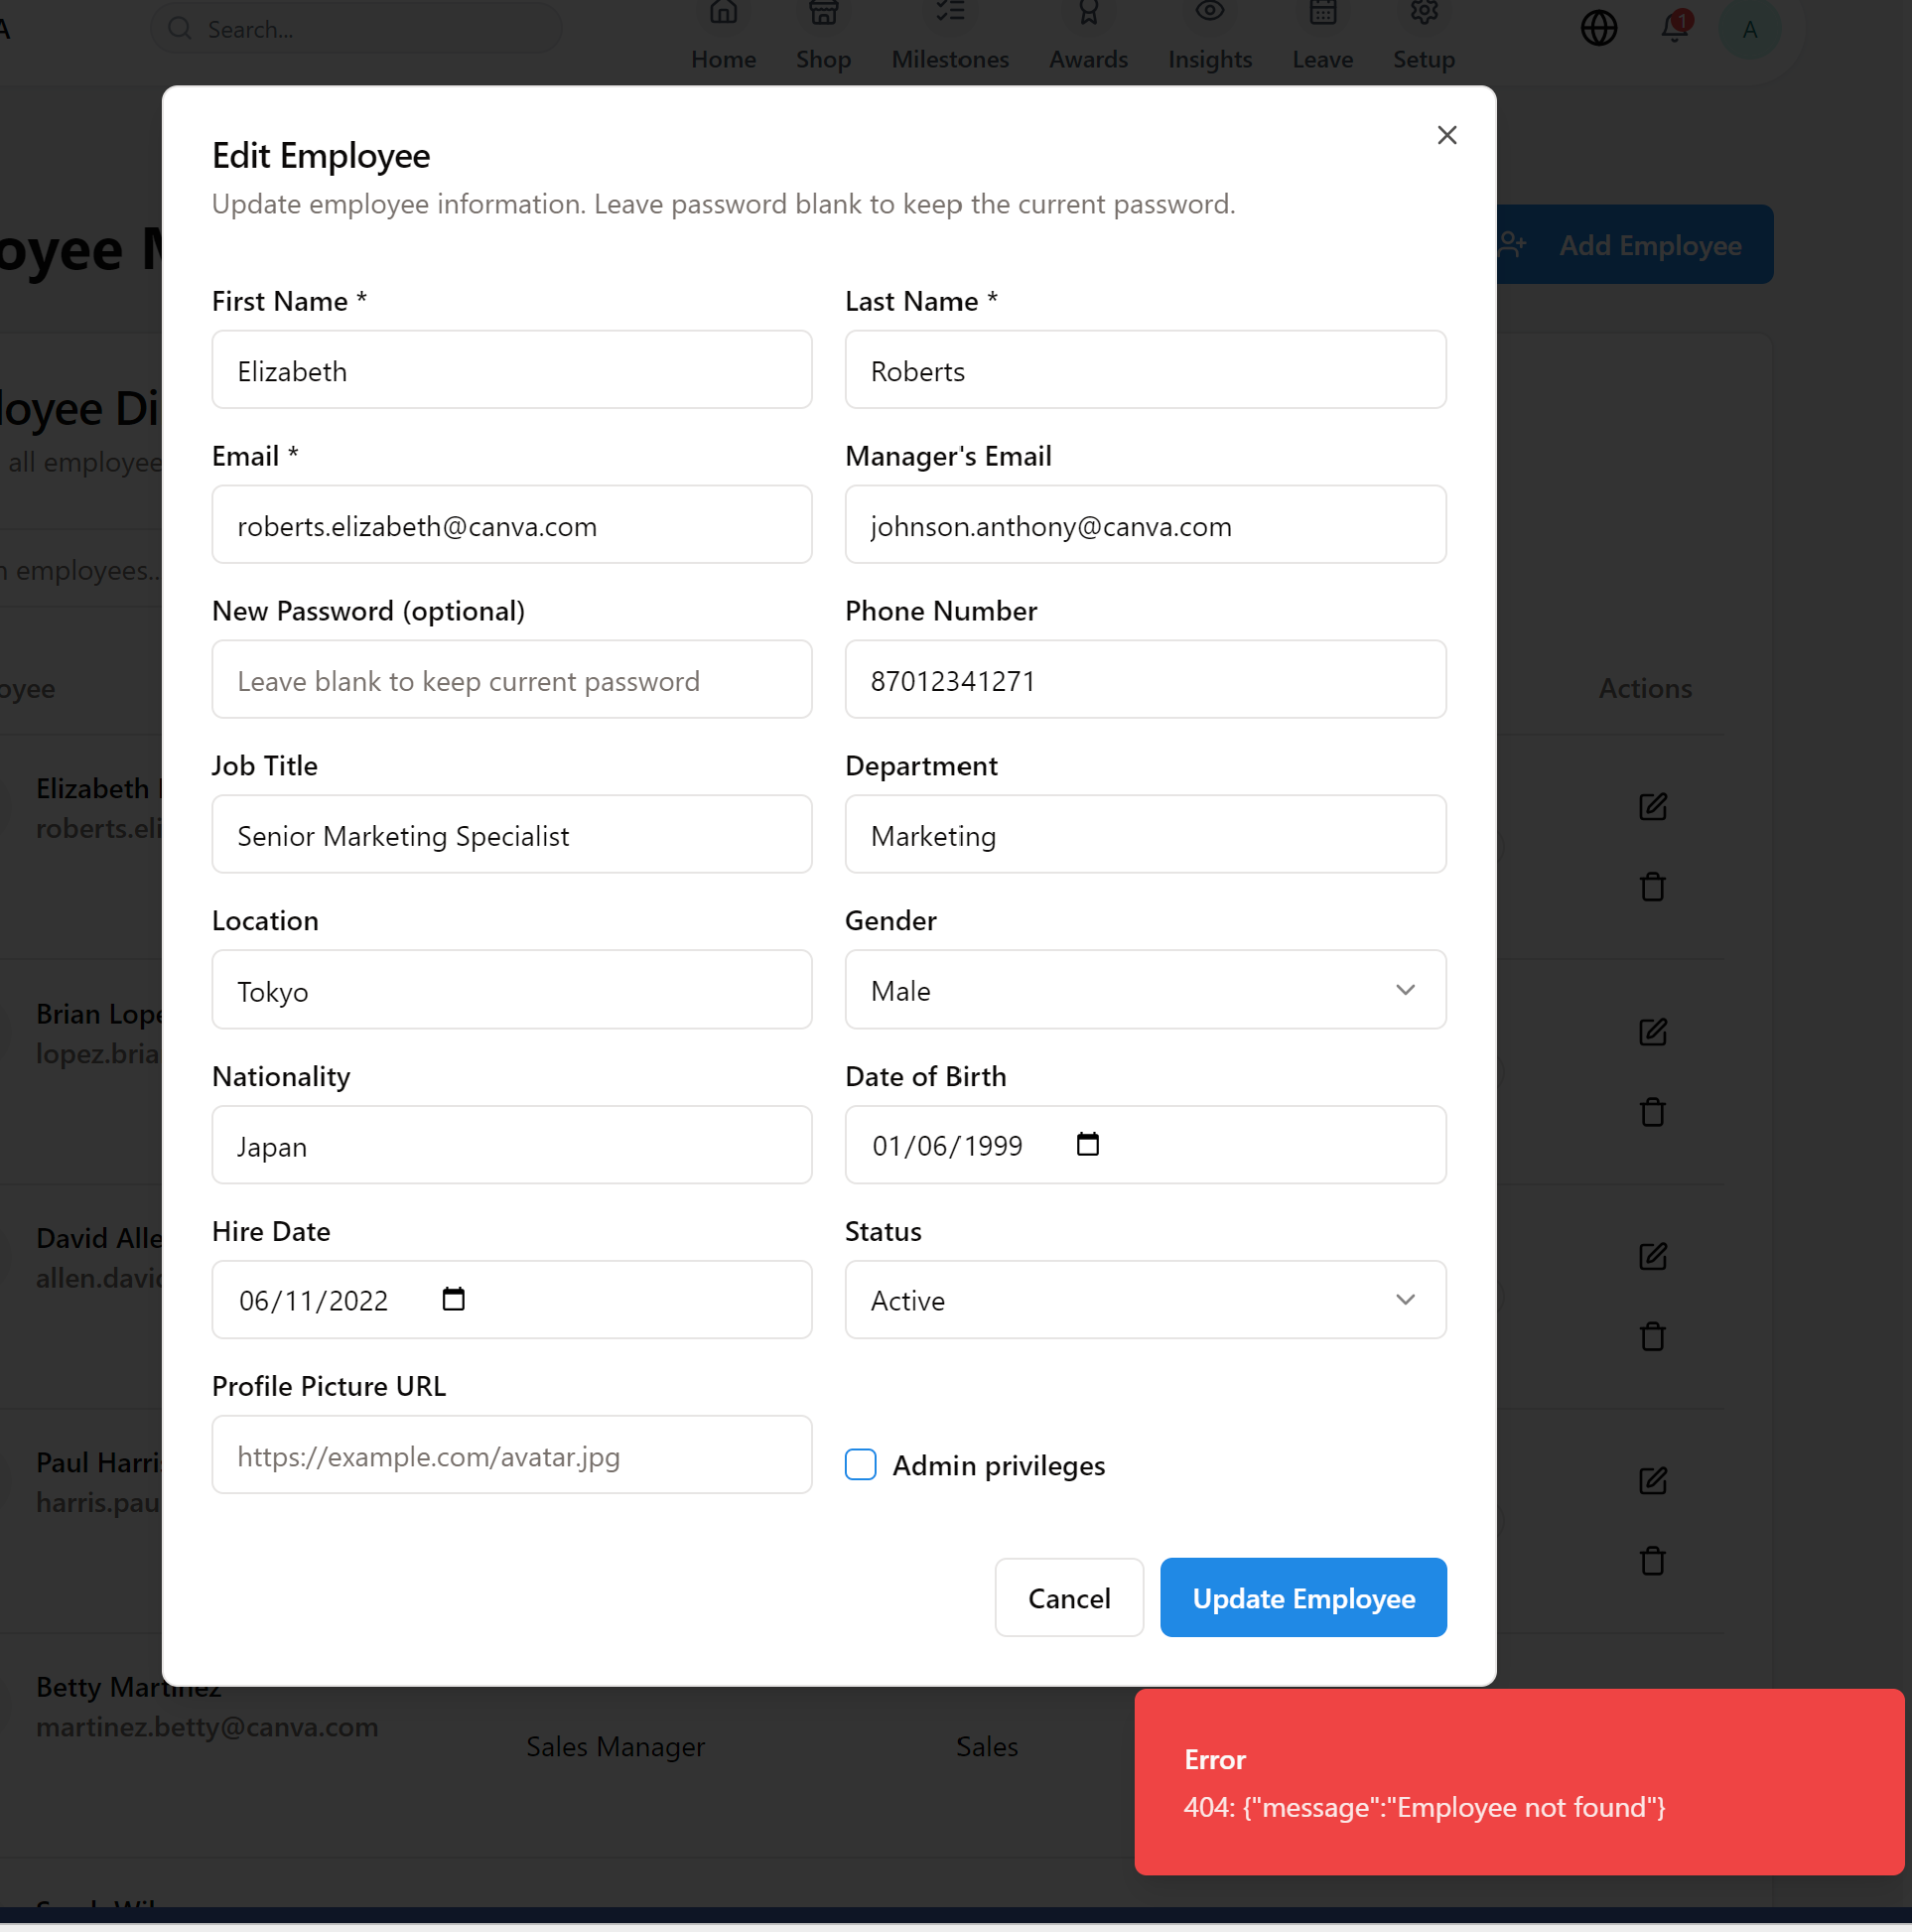 A
Search...
Home
Shop
Milestones
Awards
Insights
Leave
Setup
1
A
Edit Employee
Update employee information. Leave password blank to keep the current password.
oyee M
Add Employee
First Name *
Last Name *
Elizabeth
Roberts
loyee Di
all employee
Email *
Manager's Email
roberts.elizabeth@canva.com
johnson.anthony@canva.com
n employees...
New Password (optional)
Phone Number
Leave blank to keep current password
87012341271
oyee
Actions
Job Title
Department
Elizabeth
roberts.eli
Senior Marketing Specialist
Marketing
Location
Gender
Tokyo
Male
Brian Lope
lopez.bria
Nationality
Date of Birth
Japan
01/06/1999
Hire Date
Status
David Alle
allen.davi
06/11/2022
Active
Profile Picture URL
https://example.com/avatar.jpg
Admin privileges
Paul Harri
harris.pau
Cancel
Update Employee
Betty Martinez
martinez.betty@canva.com
Sales Manager
Sales
Error
404: {"message":"Employee not found"}